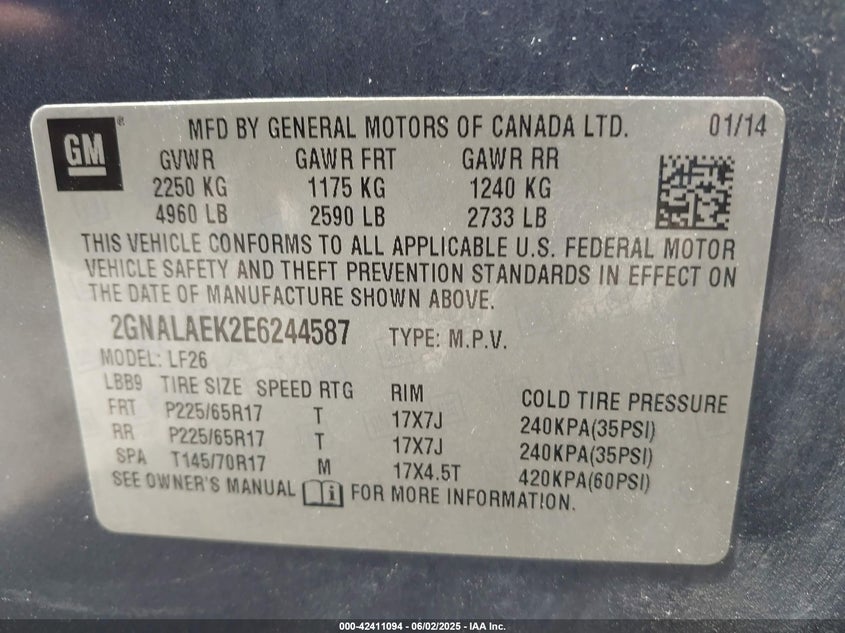 GM
MFD BY GENERAL MOTORS OF CANADA LTD. 01/14
GVWR GAWR FRT GAWR RR
2250 KG 1175 KG 1240 KG
4960 LB 2590 LB 2733 LB
THIS VEHICLE CONFORMS TO ALL APPLICABLE U.S. FEDERAL MOTOR
VEHICLE SAFETY AND THEFT PREVENTION STANDARDS IN EFFECT ON
THE DATE OF MANUFACTURE SHOWN ABOVE.
2GNALAEK2E6244587 TYPE: M.P.V.
MODEL: LF26
LBB9 TIRE SIZE SPEED RTG RIM COLD TIRE PRESSURE
FRT P225/65R17 T 17X7J 240KPA(35PSI)
RR P225/65R17 T 17X7J 240KPA(35PSI)
SPA T145/70R17 M 17X4.5T 420KPA(60PSI)
SEE OWNER'S MANUAL i FOR MORE INFORMATION.
000-42411094 - 06/02/2025 - IAA Inc.